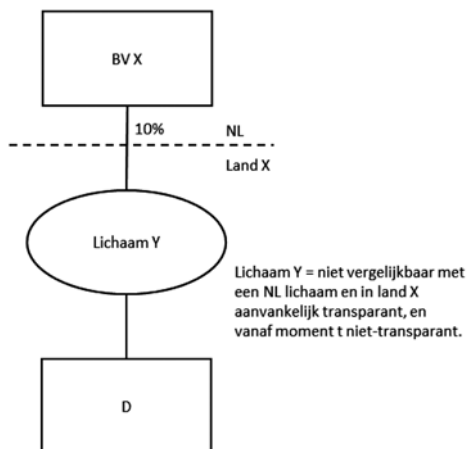 BV X
10%
NL
Land X
Lichaam Y
Lichaam Y = niet vergelijkbaar met
een NL lichaam en in land X
aanvankelijk transparant, en
vanaf moment t niet-transparant.
D